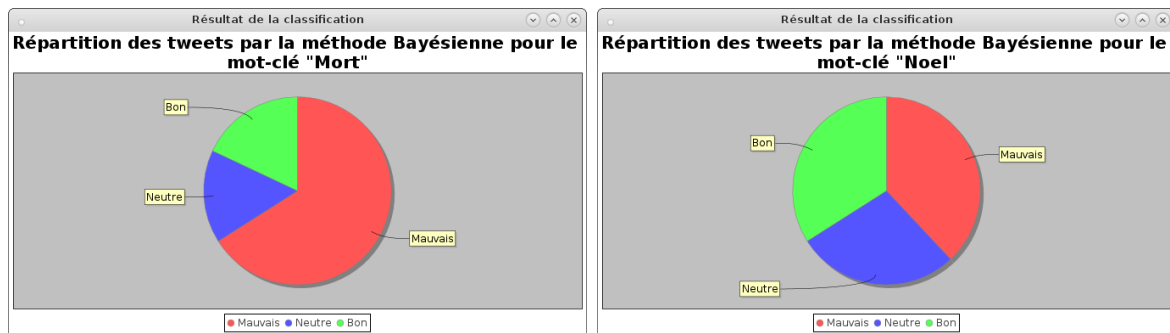 Résultat de la classification
Répartition des tweets par la méthode Bayésienne pour le
mot-clé "Mort"
Bon
Neutre
Mauvais
Mauvais Neutre Bon
Résultat de la classification
Répartition des tweets par la méthode Bayésienne pour le
mot-clé "Noel"
Bon
Mauvais
Neutre
Mauvais Neutre Bon